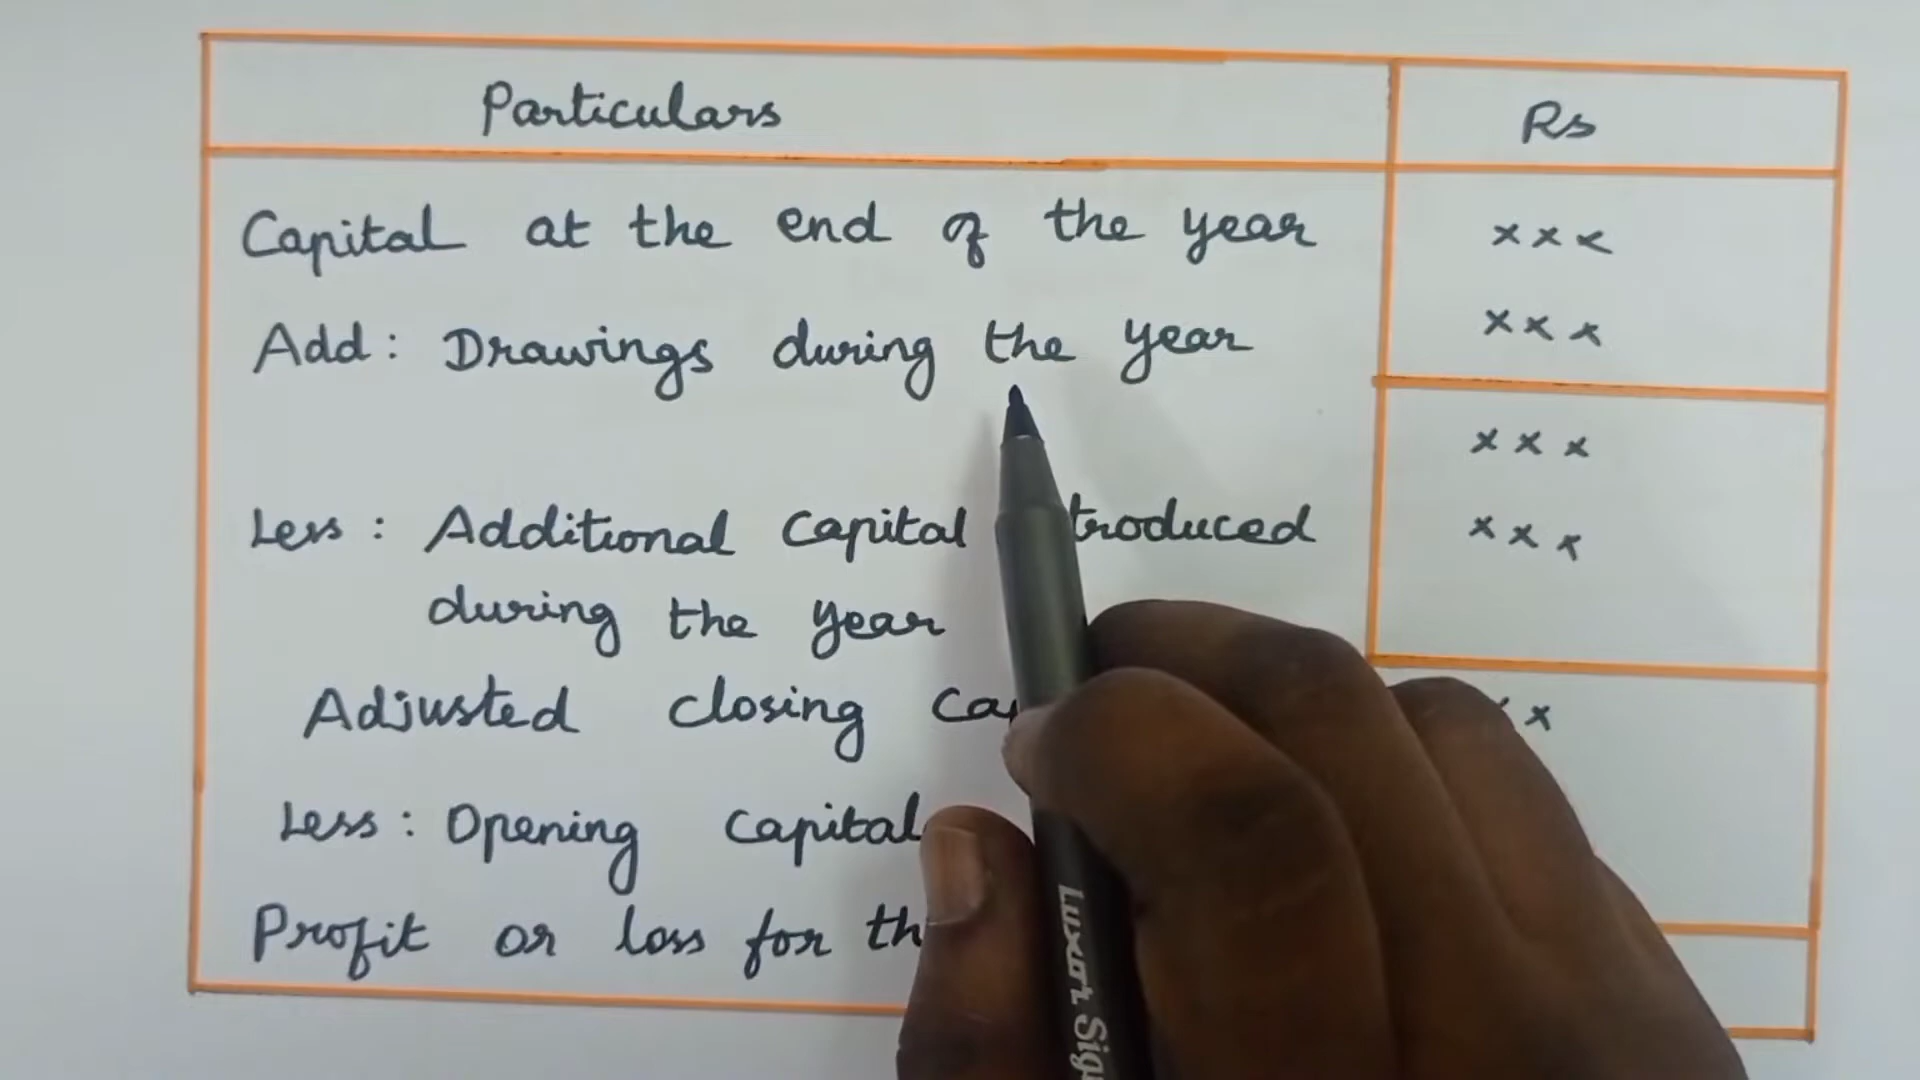 Particulars Rs
Capital at the end of the year xxx
Add: Drawings during the year xxx
xxx
Less: Additional capital xxx
during the year
Adjusted closing x
Less: Opening capital
Profit or loss for
Luxor